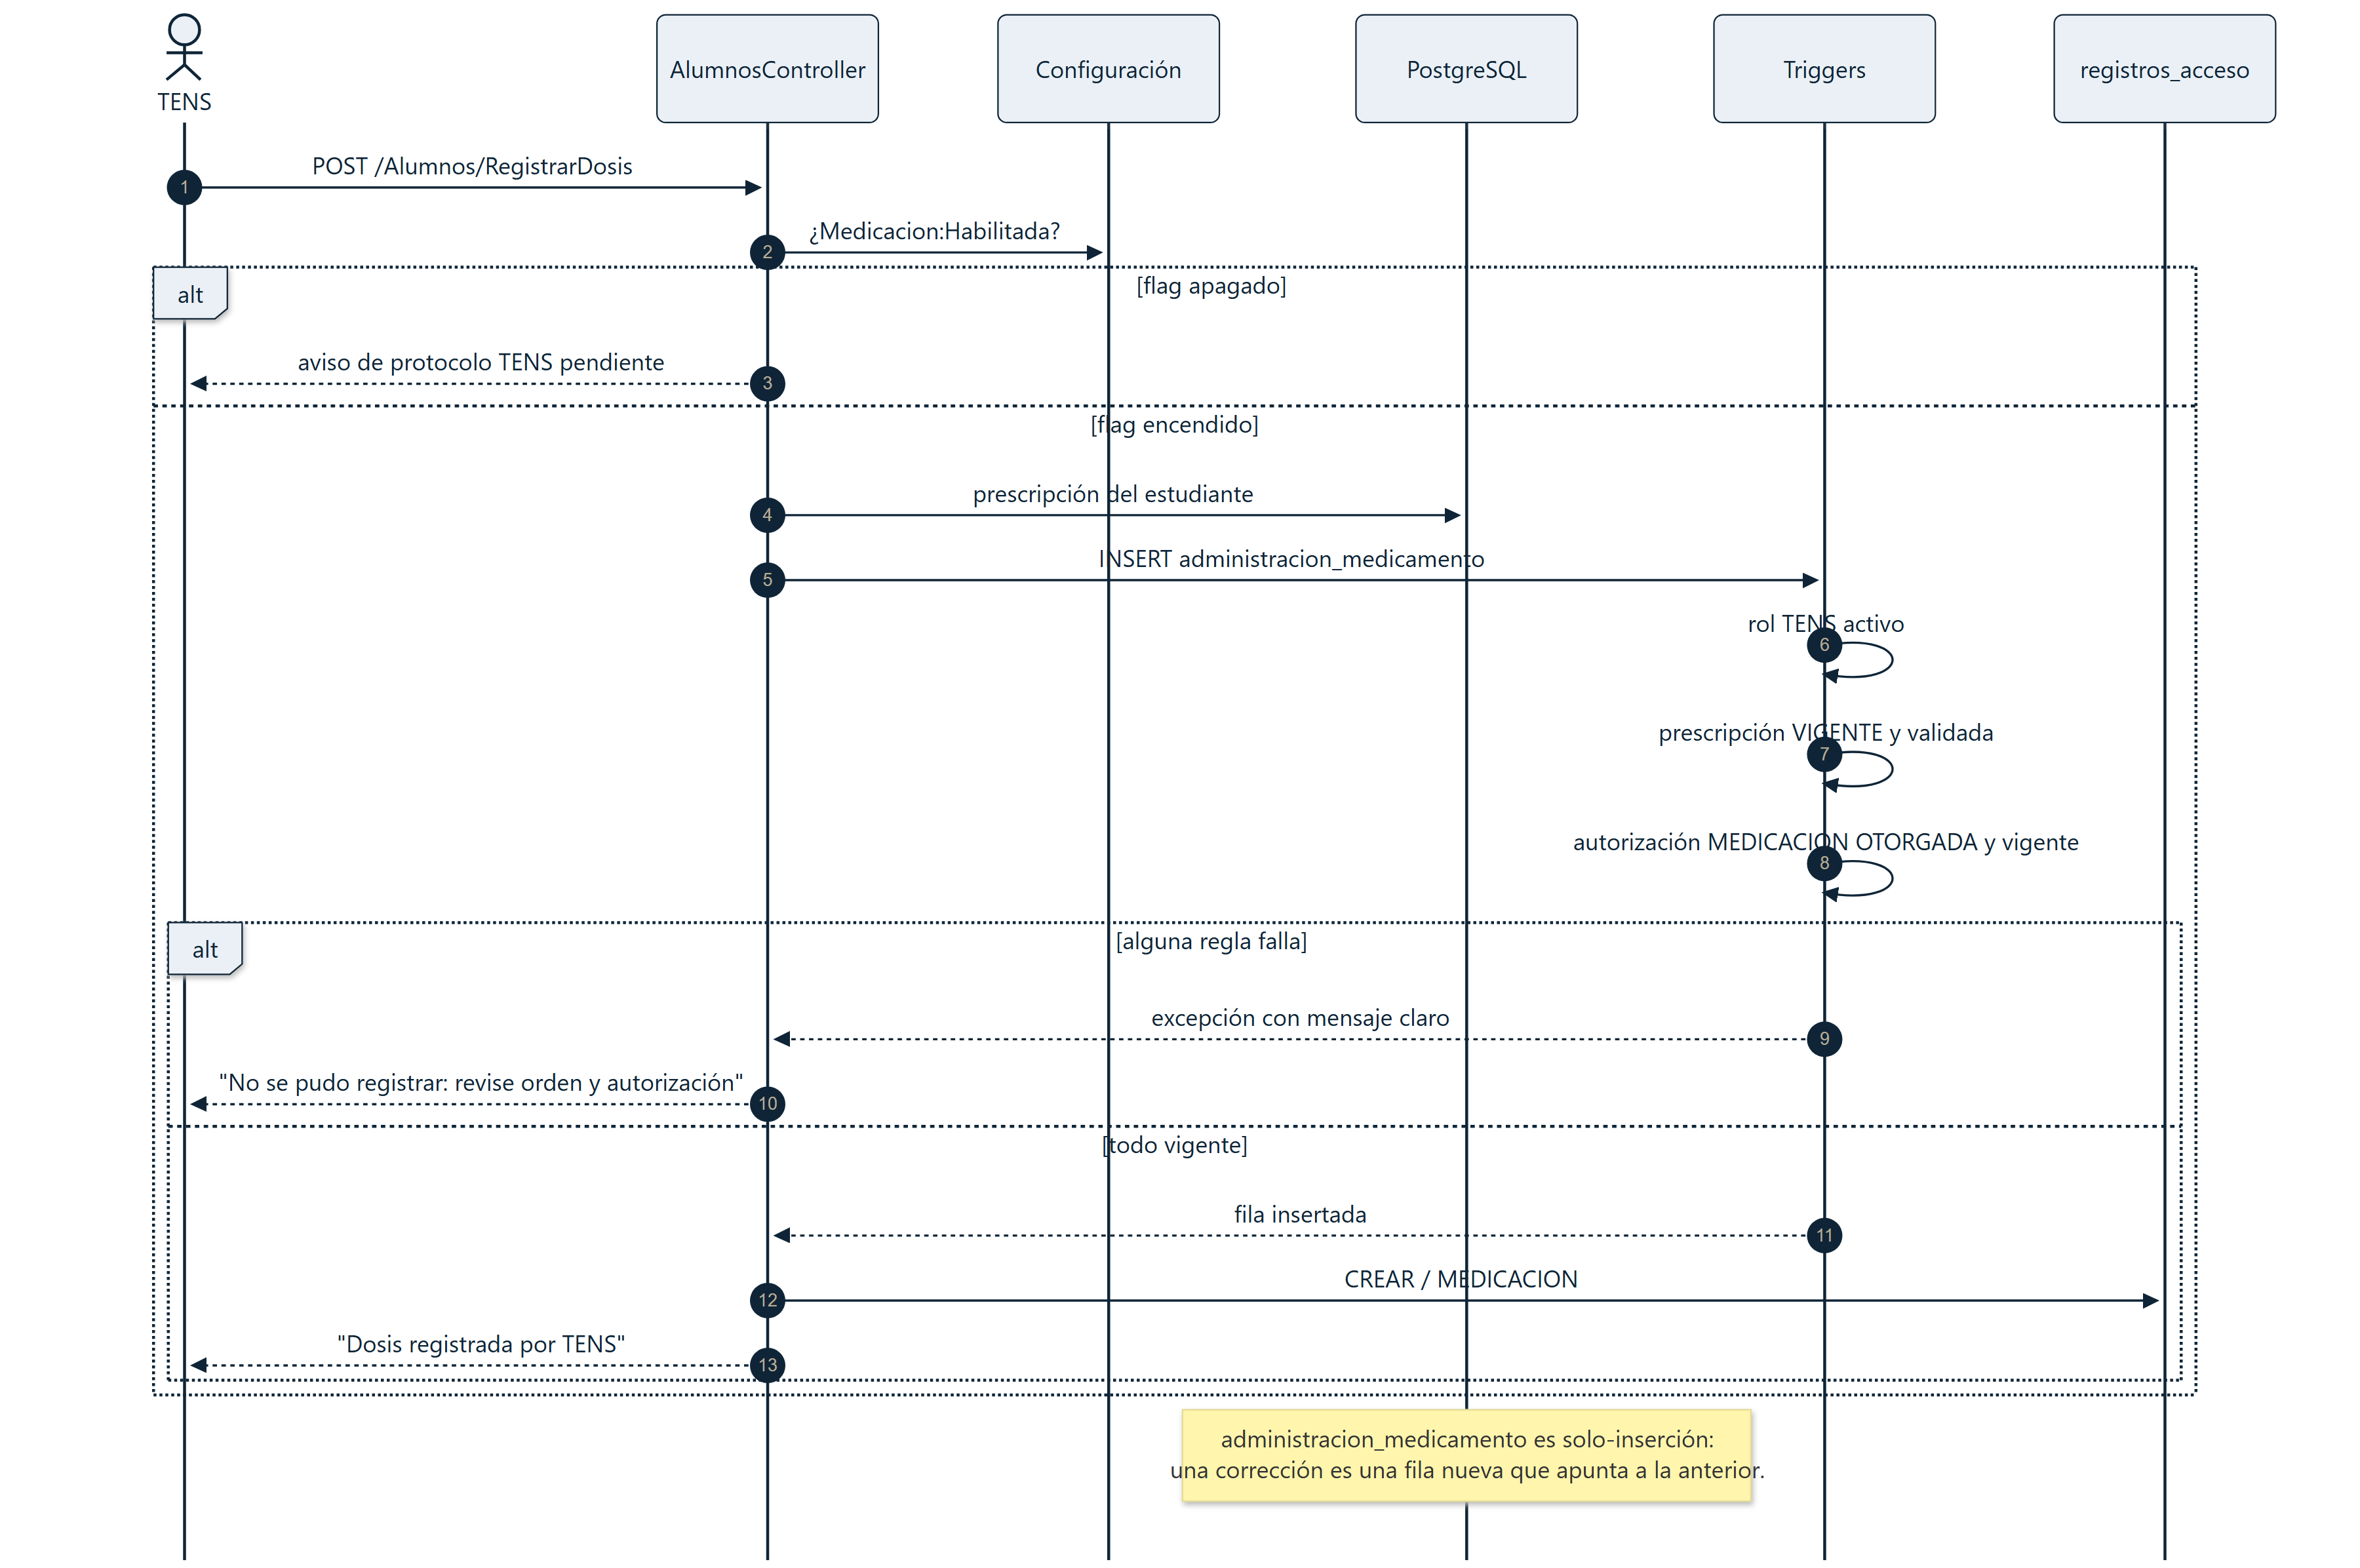 TENS
AlumnosController
Configuración
PostgreSQL
Triggers
registros_acceso
POST /Alumnos/RegistrarDosis
1
¿Medicacion:Habilitada?
2
alt
[flag apagado]
aviso de protocolo TENS pendiente
3
[flag encendido]
prescripción del estudiante
4
INSERT administracion_medicamento
5
rol TENS activo
6
prescripción VIGENTE y validada
7
autorización MEDICACION OTORGADA y vigente
8
alt
[alguna regla falla]
excepción con mensaje claro
9
"No se pudo registrar: revise orden y autorización"
10
[todo vigente]
fila insertada
11
CREAR / MEDICACION
12
"Dosis registrada por TENS"
13
administracion_medicamento es solo-inserción:
una corrección es una fila nueva que apunta a la anterior.